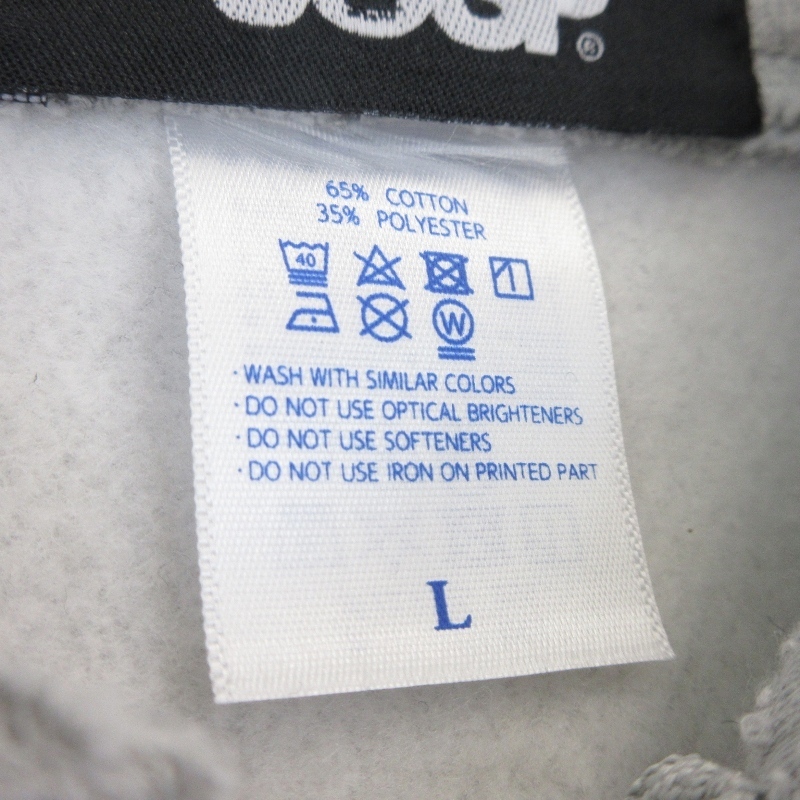 ®
65% COTTON
35% POLYESTER
40
W
· WASH WITH SIMILAR COLORS
· DO NOT USE OPTICAL BRIGHTENERS
· DO NOT USE SOFTENERS
· DO NOT USE IRON ON PRINTED PART
L